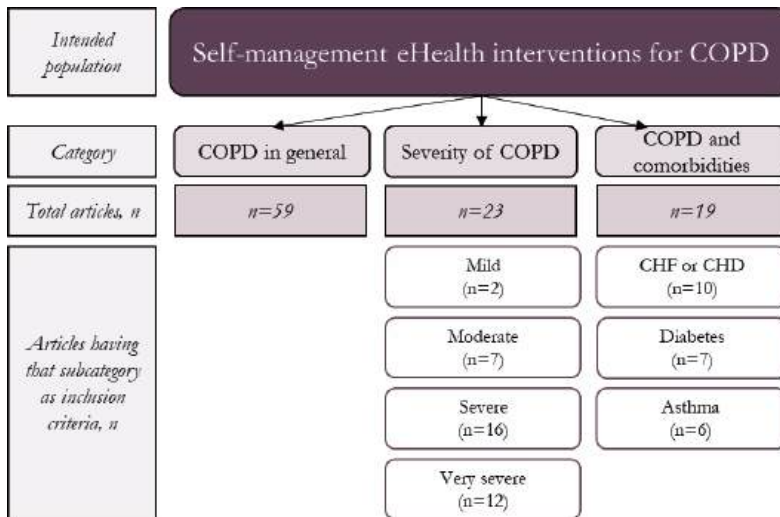 Intended
population
Self-management eHealth interventions for COPD
Category
COPD in general
Severity of COPD
COPD and
comorbidities
Total articles, n
n=59
n=23
n=19
Articles having
that subcategory
as inclusion
criteria, n
Mild
(n=2)
CHF or CHD
(n=10)
Moderate
(n=7)
Diabetes
(n=7)
Severe
(n=16)
Asthma
(n=6)
Very severe
(n=12)